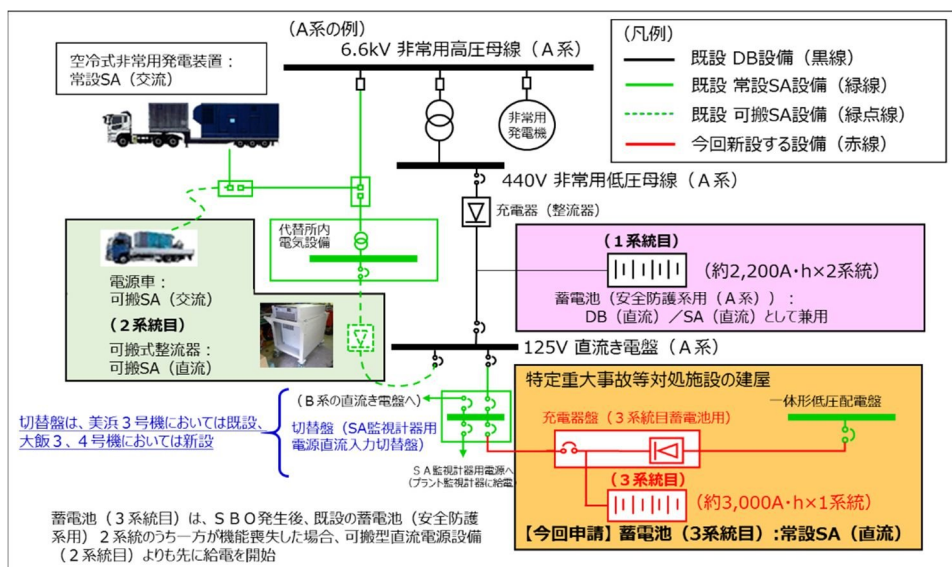 (A系の例)
6.6kV 非常用高圧母線（A系）
空冷式非常用発電装置：
常設SA（交流）
非常用
発電機
（凡例）
既設 DB設備（黒線）
既設 常設SA設備（緑線）
既設 可搬SA設備（緑点線）
今回新設する設備（赤線）
440V 非常用低圧母線（A系）
充電器（整流器）
代替所内
電気設備
電源車：
可搬SA（交流）
（２系統目）
可搬式整流器：
可搬SA（直流）
（１系統目）
（約2,200A･h×2系統）
蓄電池（安全防護系用（A系））：
DB（直流）／SA（直流）として兼用
125V 直流き電盤（A系）
切替盤は、美浜３号機においては既設、
大飯３、４号機においては新設
（B系の直流き電盤へ）
切替盤（SA監視計器用
電源直流入力切替盤）
ＳＡ監視計器用電源へ
（プラント監視計器に給電）
特定重大事故等対処施設の建屋
充電器盤（３系統目蓄電池用）
一体形低圧配電盤
（３系統目）
（約3,000A･h×1系統）
【今回申請】蓄電池（3系統目）:常設SA（直流）
蓄電池（３系統目）は、ＳＢＯ発生後、既設の蓄電池（安全防護
系用）２系統のうち一方が機能喪失した場合、可搬型直流電源設備
（２系統目）よりも先に給電を開始